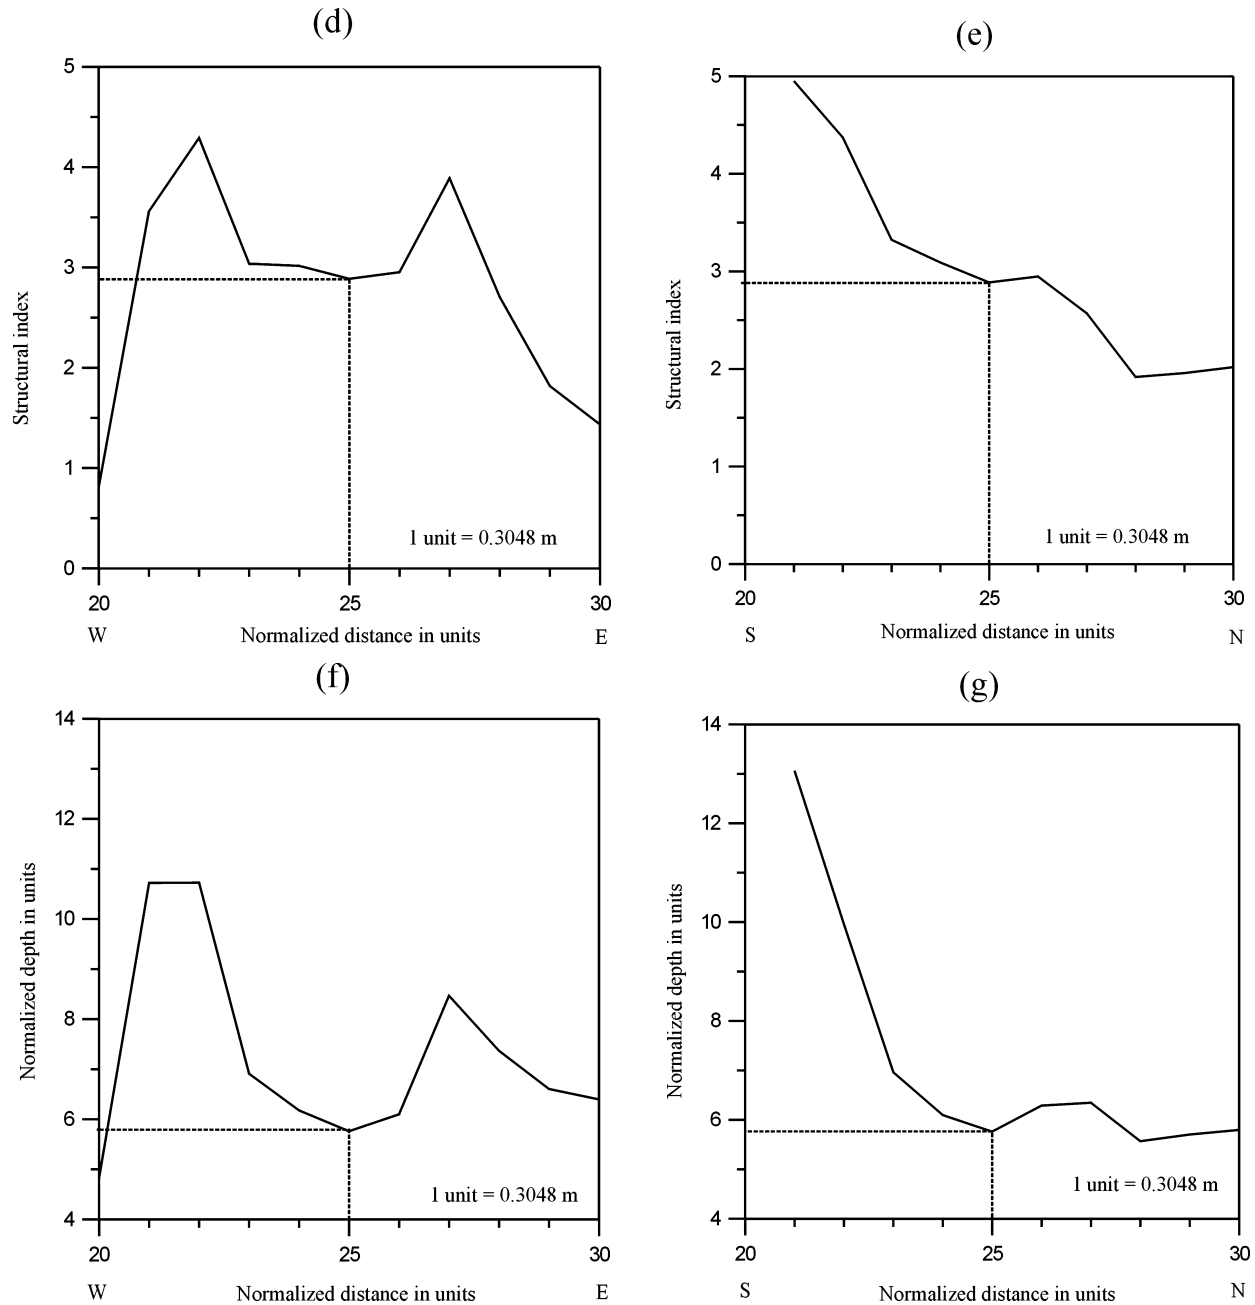 (d)
5
4
3
2
1
0
Structural index
1 unit = 0.3048 m
20
25
30
W
Normalized distance in units
E
(e)
5
4
3
2
1
0
Structural index
1 unit = 0.3048 m
20
25
30
S
Normalized distance in units
N
(f)
14
12
10
8
6
4
Normalized depth in units
1 unit = 0.3048 m
20
25
30
W
Normalized distance in units
E
(g)
14
12
10
8
6
4
Normalized depth in units
1 unit = 0.3048 m
20
25
30
S
Normalized distance in units
N